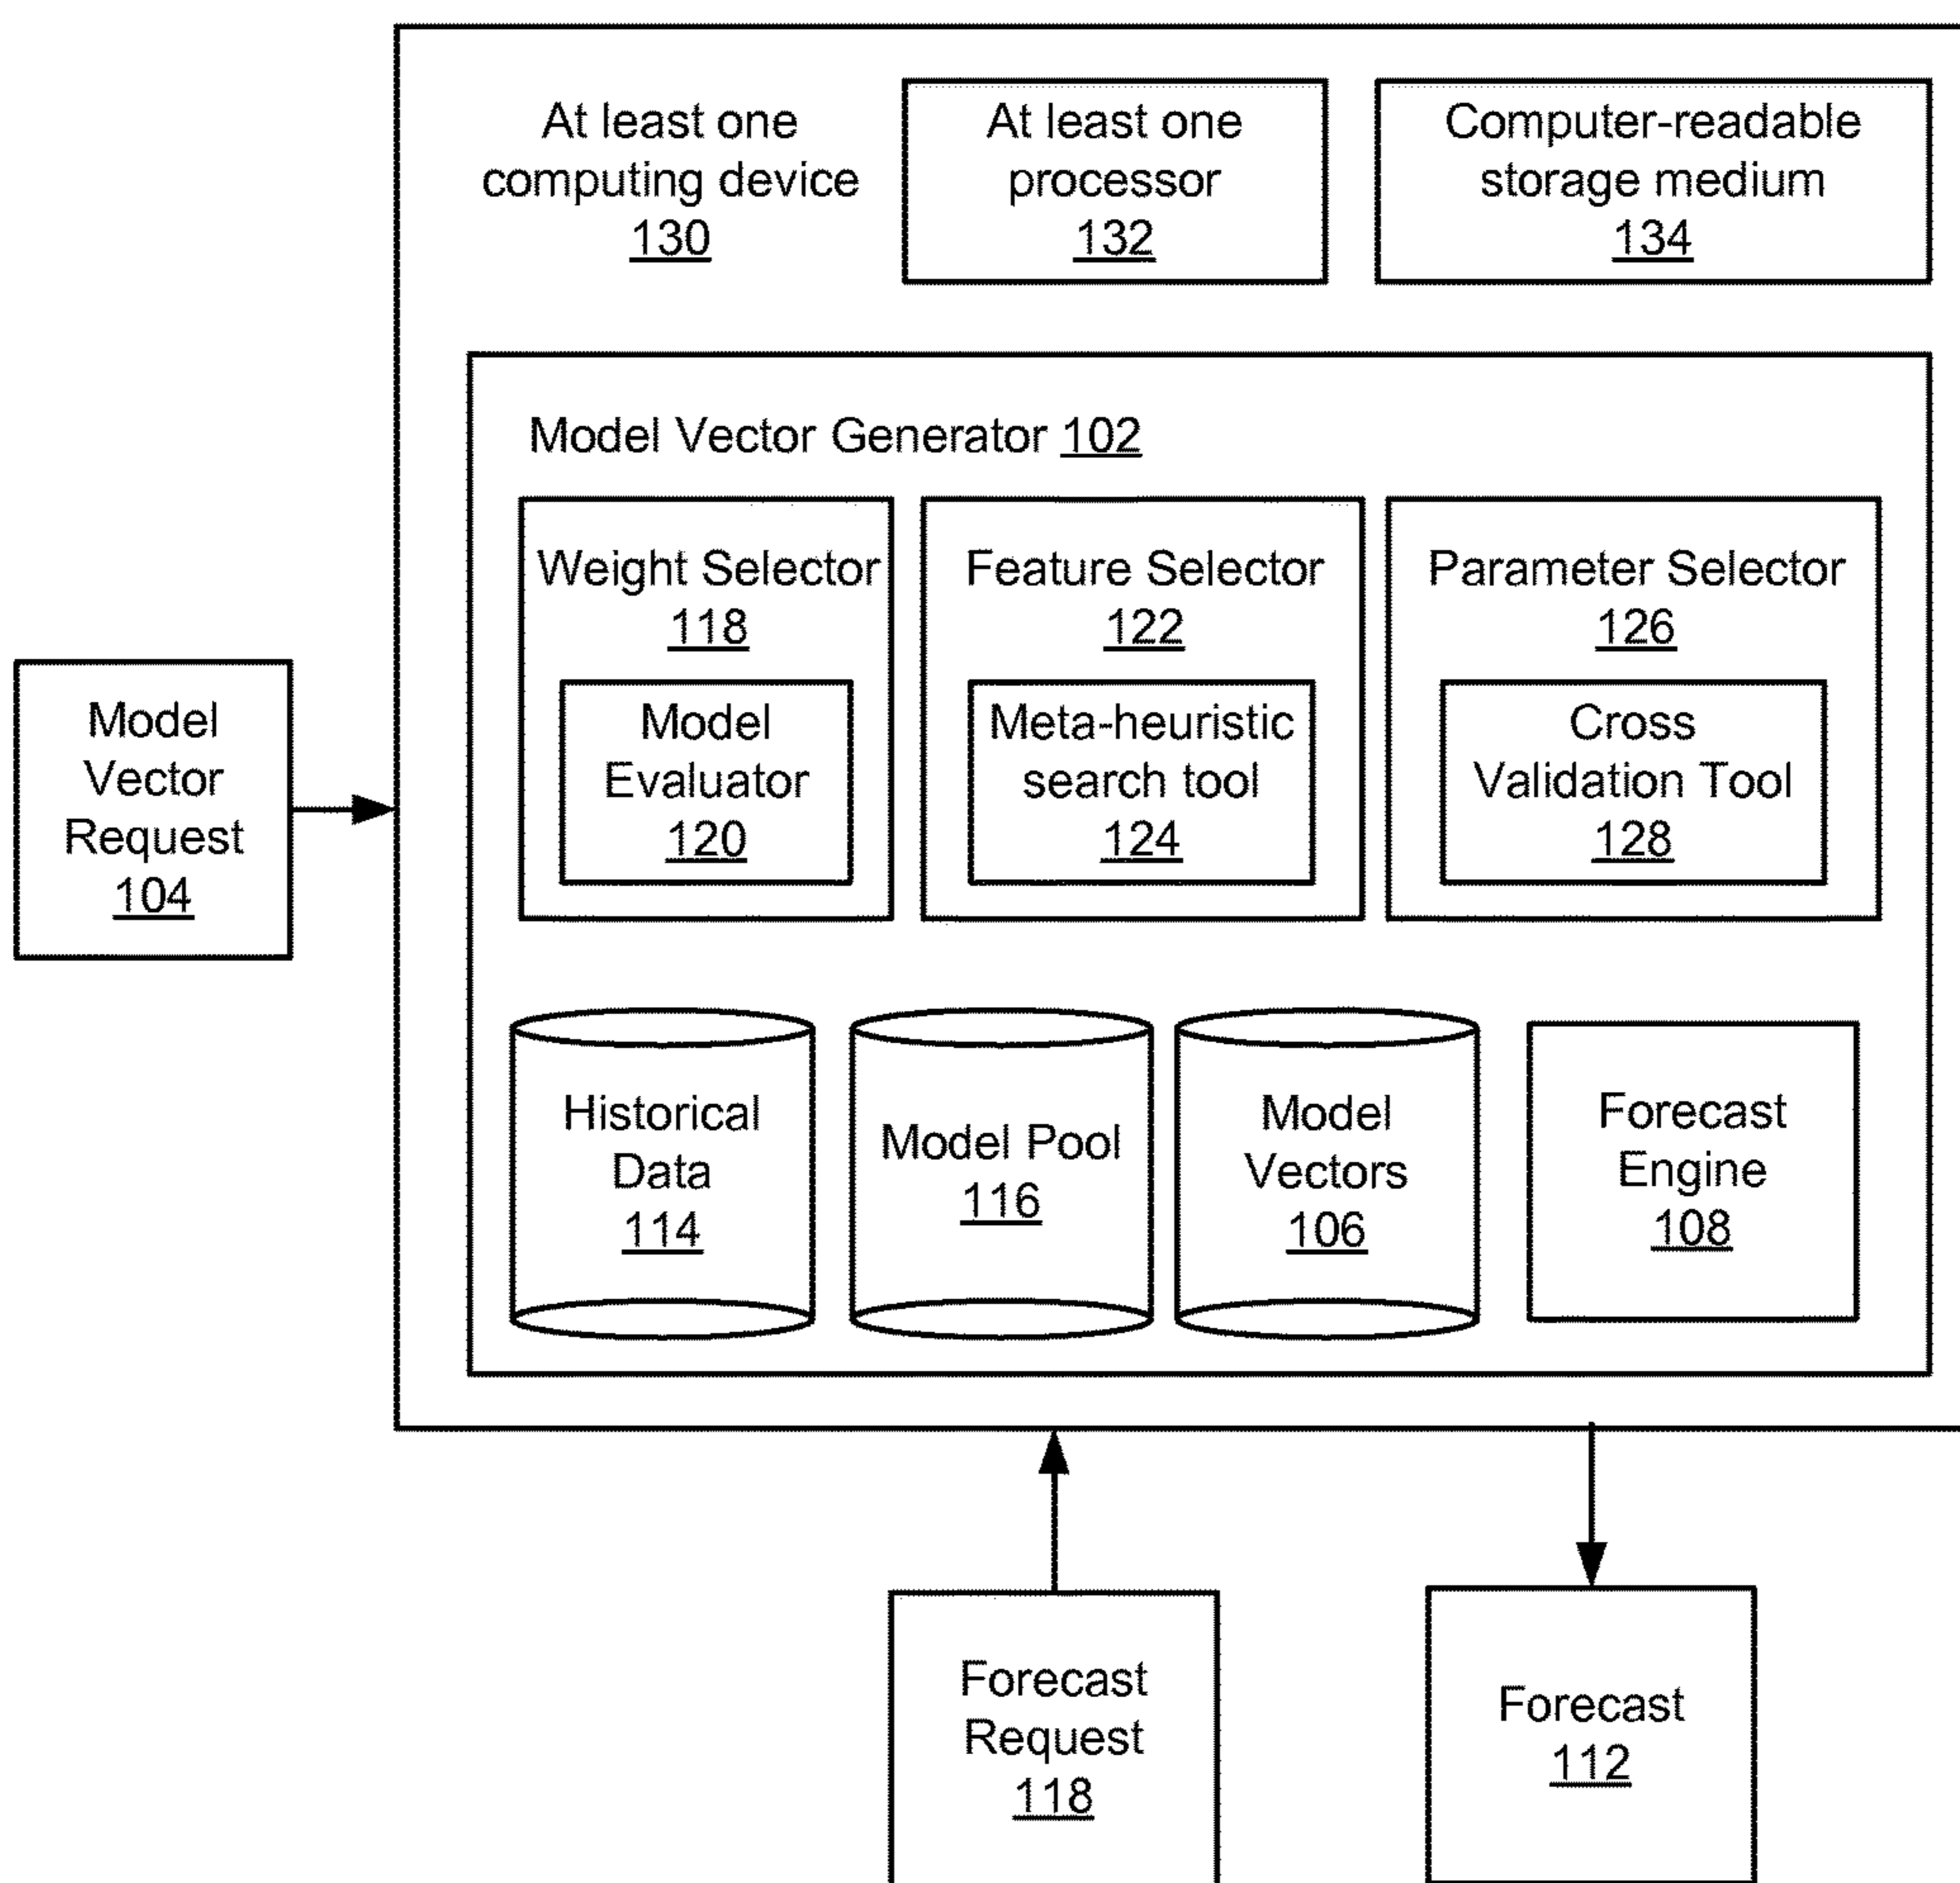 At least one
computing device
130
At least one
processor
132
Computer-readable
storage medium
134
Model Vector Generator 102
Weight Selector
118
Model
Evaluator
120
Feature Selector
122
Meta-heuristic
search tool
124
Parameter Selector
126
Cross
Validation Tool
128
Model
Vector
Request
104
Historical
Data
114
Model Pool
116
Model
Vectors
106
Forecast
Engine
108
Forecast
Request
118
Forecast
112